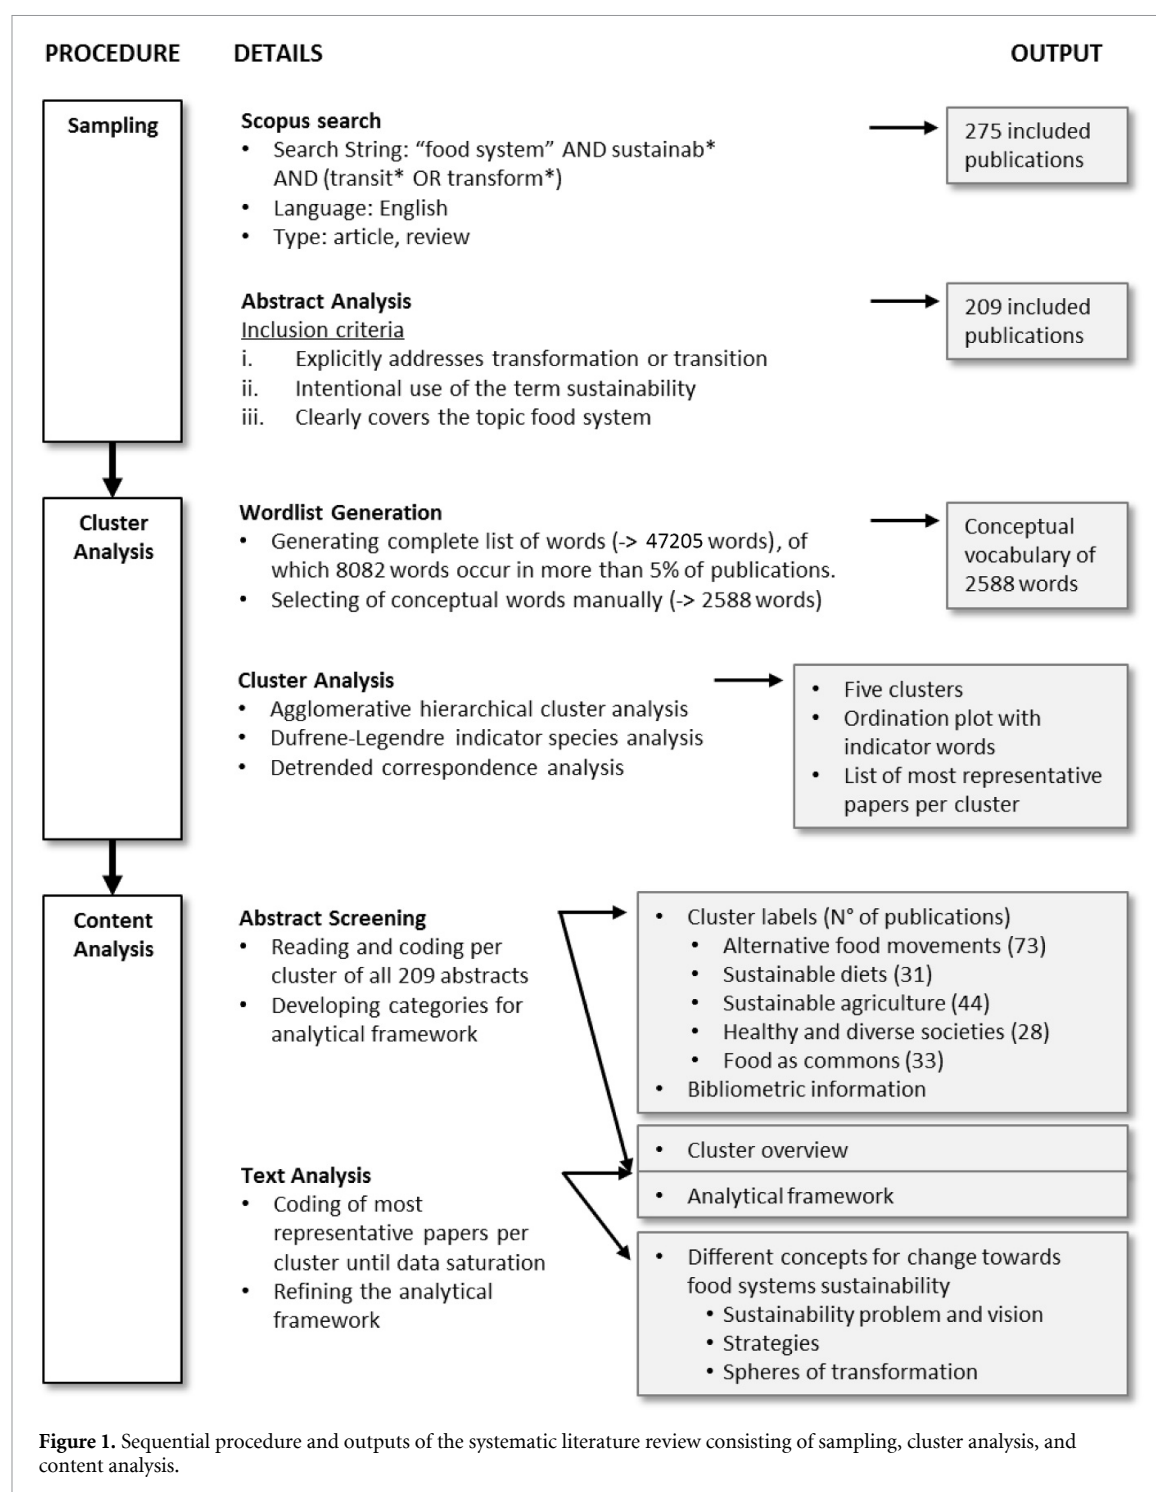 PROCEDURE DETAILS OUTPUT
Sampling
Scopus search
• Search String: “food system” AND sustainab*
AND (transit* OR transform*)
• Language: English
• Type: article, review
275 included
publications
Abstract Analysis
Inclusion criteria
i. Explicitly addresses transformation or transition
ii. Intentional use of the term sustainability
iii. Clearly covers the topic food system
209 included
publications
Cluster
Analysis
Wordlist Generation
• Generating complete list of words (-> 47205 words), of
which 8082 words occur in more than 5% of publications.
• Selecting of conceptual words manually (-> 2588 words)
Conceptual
vocabulary of
2588 words
Cluster Analysis
• Agglomerative hierarchical cluster analysis
• Dufrene-Legendre indicator species analysis
• Detrended correspondence analysis
• Five clusters
• Ordination plot with
indicator words
• List of most representative
papers per cluster
Content
Analysis
Abstract Screening
• Reading and coding per
cluster of all 209 abstracts
• Developing categories for
analytical framework
• Cluster labels (N° of publications)
• Alternative food movements (73)
• Sustainable diets (31)
• Sustainable agriculture (44)
• Healthy and diverse societies (28)
• Food as commons (33)
• Bibliometric information
• Cluster overview
• Analytical framework
Text Analysis
• Coding of most
representative papers per
cluster until data saturation
• Refining the analytical
framework
• Different concepts for change towards
food systems sustainability
• Sustainability problem and vision
• Strategies
• Spheres of transformation
Figure 1. Sequential procedure and outputs of the systematic literature review consisting of sampling, cluster analysis, and
content analysis.